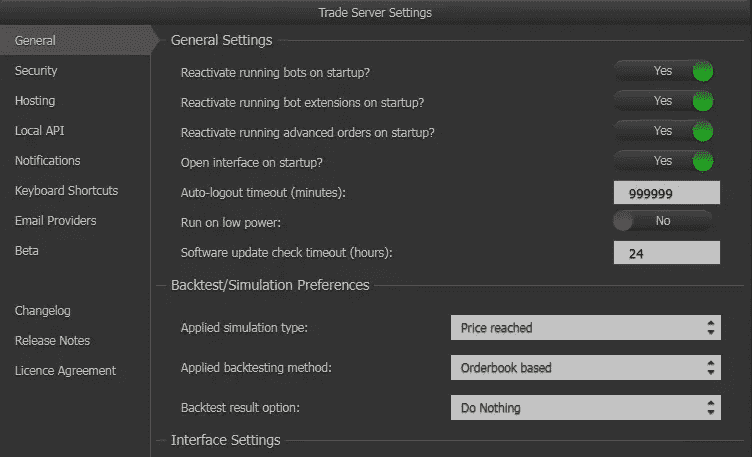 Trade Server Settings
General
Security
Hosting
Local API
Notifications
Keyboard Shortcuts
Email Providers
Beta
Changelog
Release Notes
Licence Agreement
General Settings
Reactivate running bots on startup? Yes
Reactivate running bot extensions on startup? Yes
Reactivate running advanced orders on startup? Yes
Open interface on startup? Yes
Auto-logout timeout (minutes): 999999
Run on low power: No
Software update check timeout (hours): 24
Backtest/Simulation Preferences
Applied simulation type: Price reached
Applied backtesting method: Orderbook based
Backtest result option: Do Nothing
Interface Settings